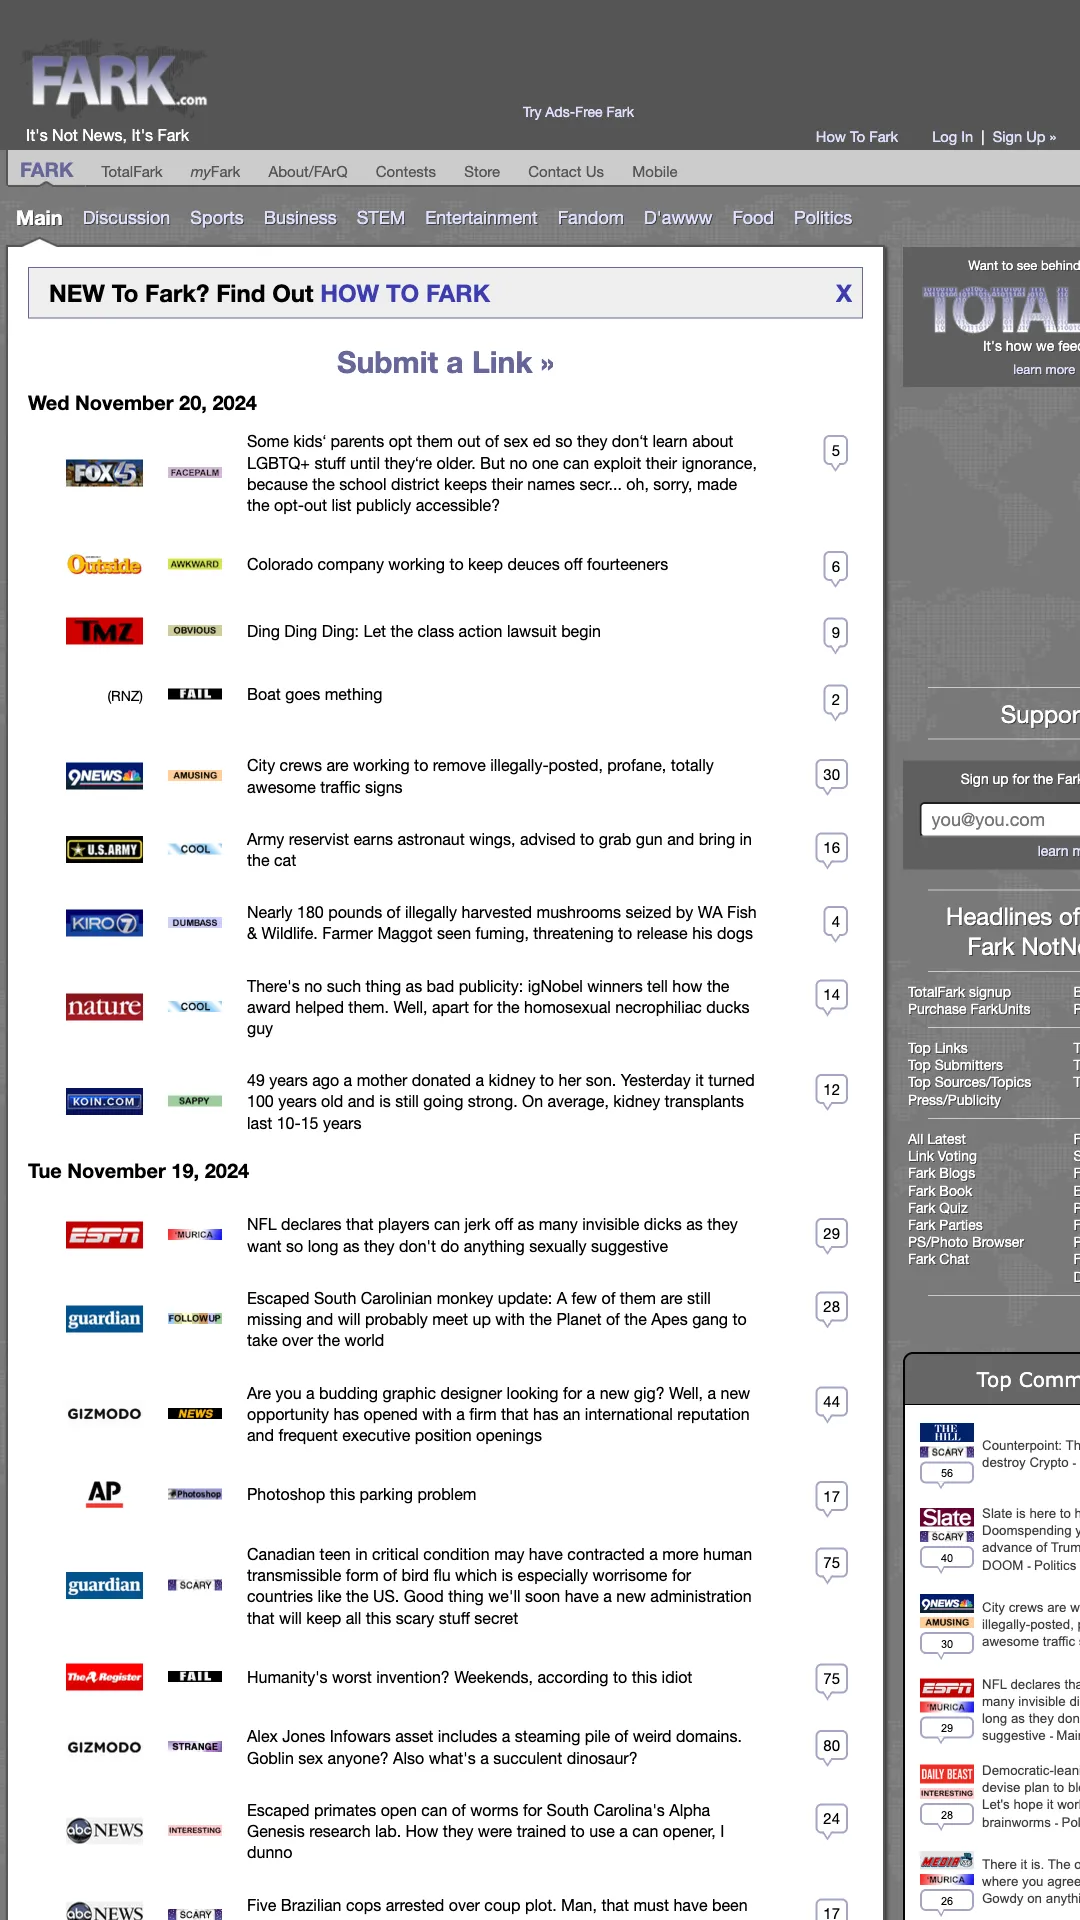 FARK.com
It's Not News, It's Fark
Try Ads-Free Fark
How To Fark
Log In | Sign Up »
FARK TotalFark myFark About/FArQ Contests Store Contact Us Mobile
Main Discussion Sports Business STEM Entertainment Fandom D'awww Food Politics
NEW To Fark? Find Out HOW TO FARK X
Submit a Link »
Wed November 20, 2024
FOX45 FACEPALM
Some kids‘ parents opt them out of sex ed so they don‘t learn about
LGBTQ+ stuff until they‘re older. But no one can exploit their ignorance,
because the school district keeps their names secr... oh, sorry, made
the opt-out list publicly accessible?
5
Outside AWKWARD Colorado company working to keep deuces off fourteeners 6
TMZ OBVIOUS Ding Ding Ding: Let the class action lawsuit begin 9
(RNZ) FAIL Boat goes mething 2
9NEWS AMUSING
City crews are working to remove illegally-posted, profane, totally
awesome traffic signs
30
U.S.ARMY COOL
Army reservist earns astronaut wings, advised to grab gun and bring in
the cat
16
KIRO 7 DUMBASS
Nearly 180 pounds of illegally harvested mushrooms seized by WA Fish
& Wildlife. Farmer Maggot seen fuming, threatening to release his dogs
4
nature COOL
There's no such thing as bad publicity: igNobel winners tell how the
award helped them. Well, apart for the homosexual necrophiliac ducks
guy
14
KOIN.COM SAPPY
49 years ago a mother donated a kidney to her son. Yesterday it turned
100 years old and is still going strong. On average, kidney transplants
last 10-15 years
12
Tue November 19, 2024
ESPN 'MURICA
NFL declares that players can jerk off as many invisible dicks as they
want so long as they don't do anything sexually suggestive
29
guardian FOLLOWUP
Escaped South Carolinian monkey update: A few of them are still
missing and will probably meet up with the Planet of the Apes gang to
take over the world
28
GIZMODO NEWS
Are you a budding graphic designer looking for a new gig? Well, a new
opportunity has opened with a firm that has an international reputation
and frequent executive position openings
44
AP Photoshop Photoshop this parking problem 17
guardian SCARY
Canadian teen in critical condition may have contracted a more human
transmissible form of bird flu which is especially worrisome for
countries like the US. Good thing we'll soon have a new administration
that will keep all this scary stuff secret
75
The Register FAIL Humanity's worst invention? Weekends, according to this idiot 75
GIZMODO STRANGE
Alex Jones Infowars asset includes a steaming pile of weird domains.
Goblin sex anyone? Also what's a succulent dinosaur?
80
abc NEWS INTERESTING
Escaped primates open can of worms for South Carolina's Alpha
Genesis research lab. How they were trained to use a can opener, I
dunno
24
abc NEWS SCARY
Five Brazilian cops arrested over coup plot. Man, that must have been
17
Want to see behind
TOTAL
It's how we feed
learn more
Suppor
Sign up for the Fark
you@you.com
learn m
Headlines of
Fark NotNe
TotalFark signup
Purchase FarkUnits
Top Links
Top Submitters
Top Sources/Topics
Press/Publicity
All Latest
Link Voting
Fark Blogs
Fark Book
Fark Quiz
Fark Parties
PS/Photo Browser
Fark Chat
Top Comm
THE HILL
SCARY
56
Counterpoint: Th
destroy Crypto -
Slate
SCARY
40
Slate is here to h
Doomspending y
advance of Trum
DOOM - Politics
9NEWS
AMUSING
30
City crews are w
illegally-posted, p
awesome traffic s
ESPN
'MURICA
29
NFL declares tha
many invisible di
long as they don
suggestive - Mai
DAILY BEAST
INTERESTING
28
Democratic-leani
devise plan to blo
Let's hope it work
brainworms - Pol
MEDIA
'MURICA
26
There it is. The c
where you agree
Gowdy on anythi